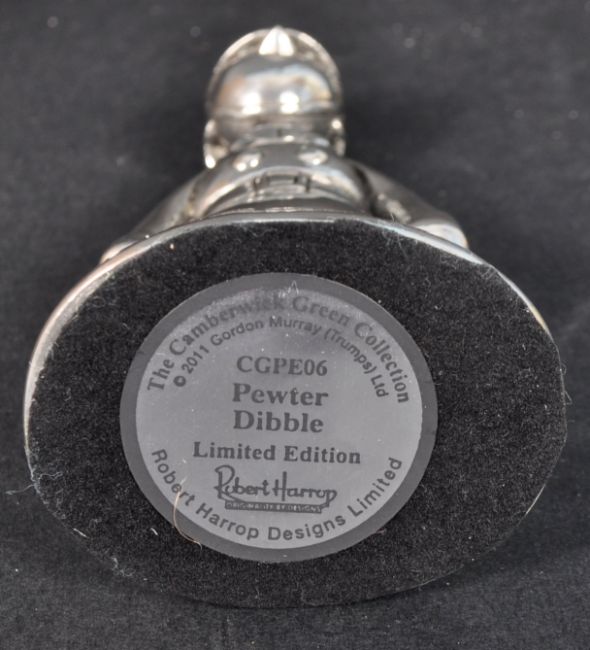 The Camberwick Green Collection
© 2011 Gordon Murray (Trumps) Ltd
CGPE06
Pewter
Dibble
Limited Edition
Robert Harrop
Robert Harrop Designs Limited